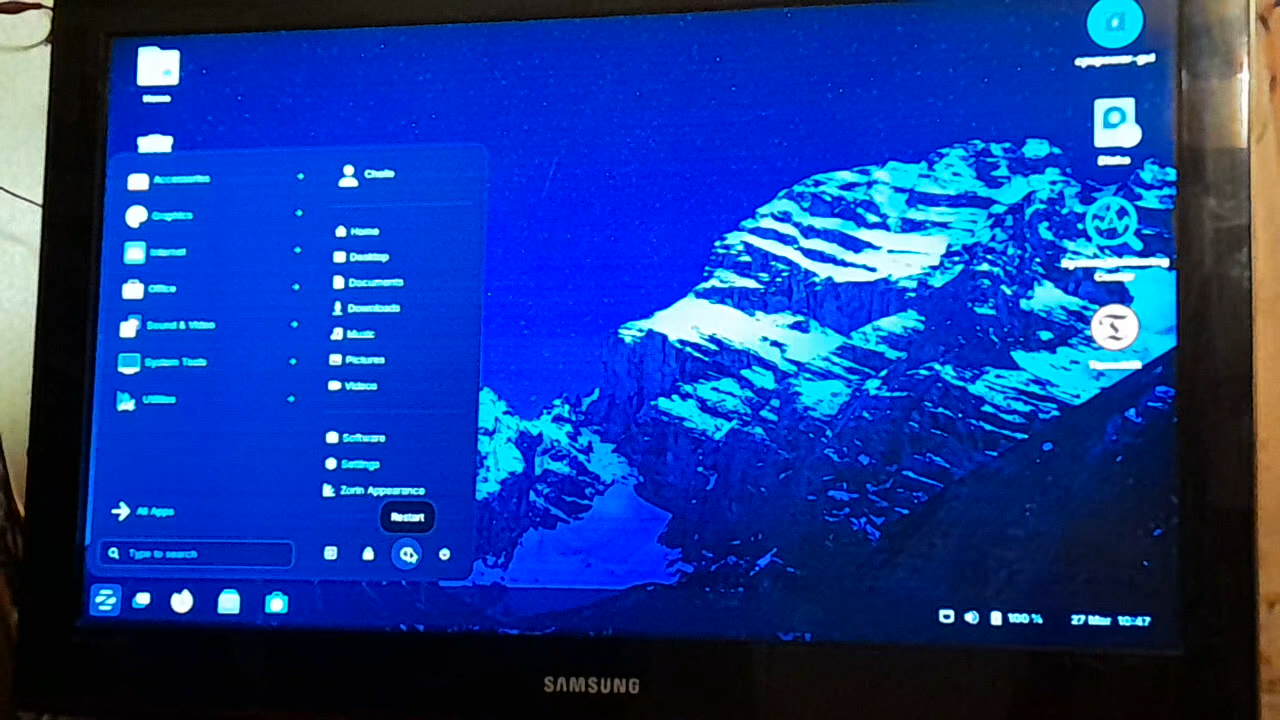 Home
Accessories
Graphics
Internet
Office
Sound & Video
System Tools
Utilities
All Apps
Type to search
Home
Desktop
Documents
Downloads
Music
Pictures
Videos
Software
Settings
Zorin Appearance
Restart
Disks
100 %
27 Mar 10:47
SAMSUNG